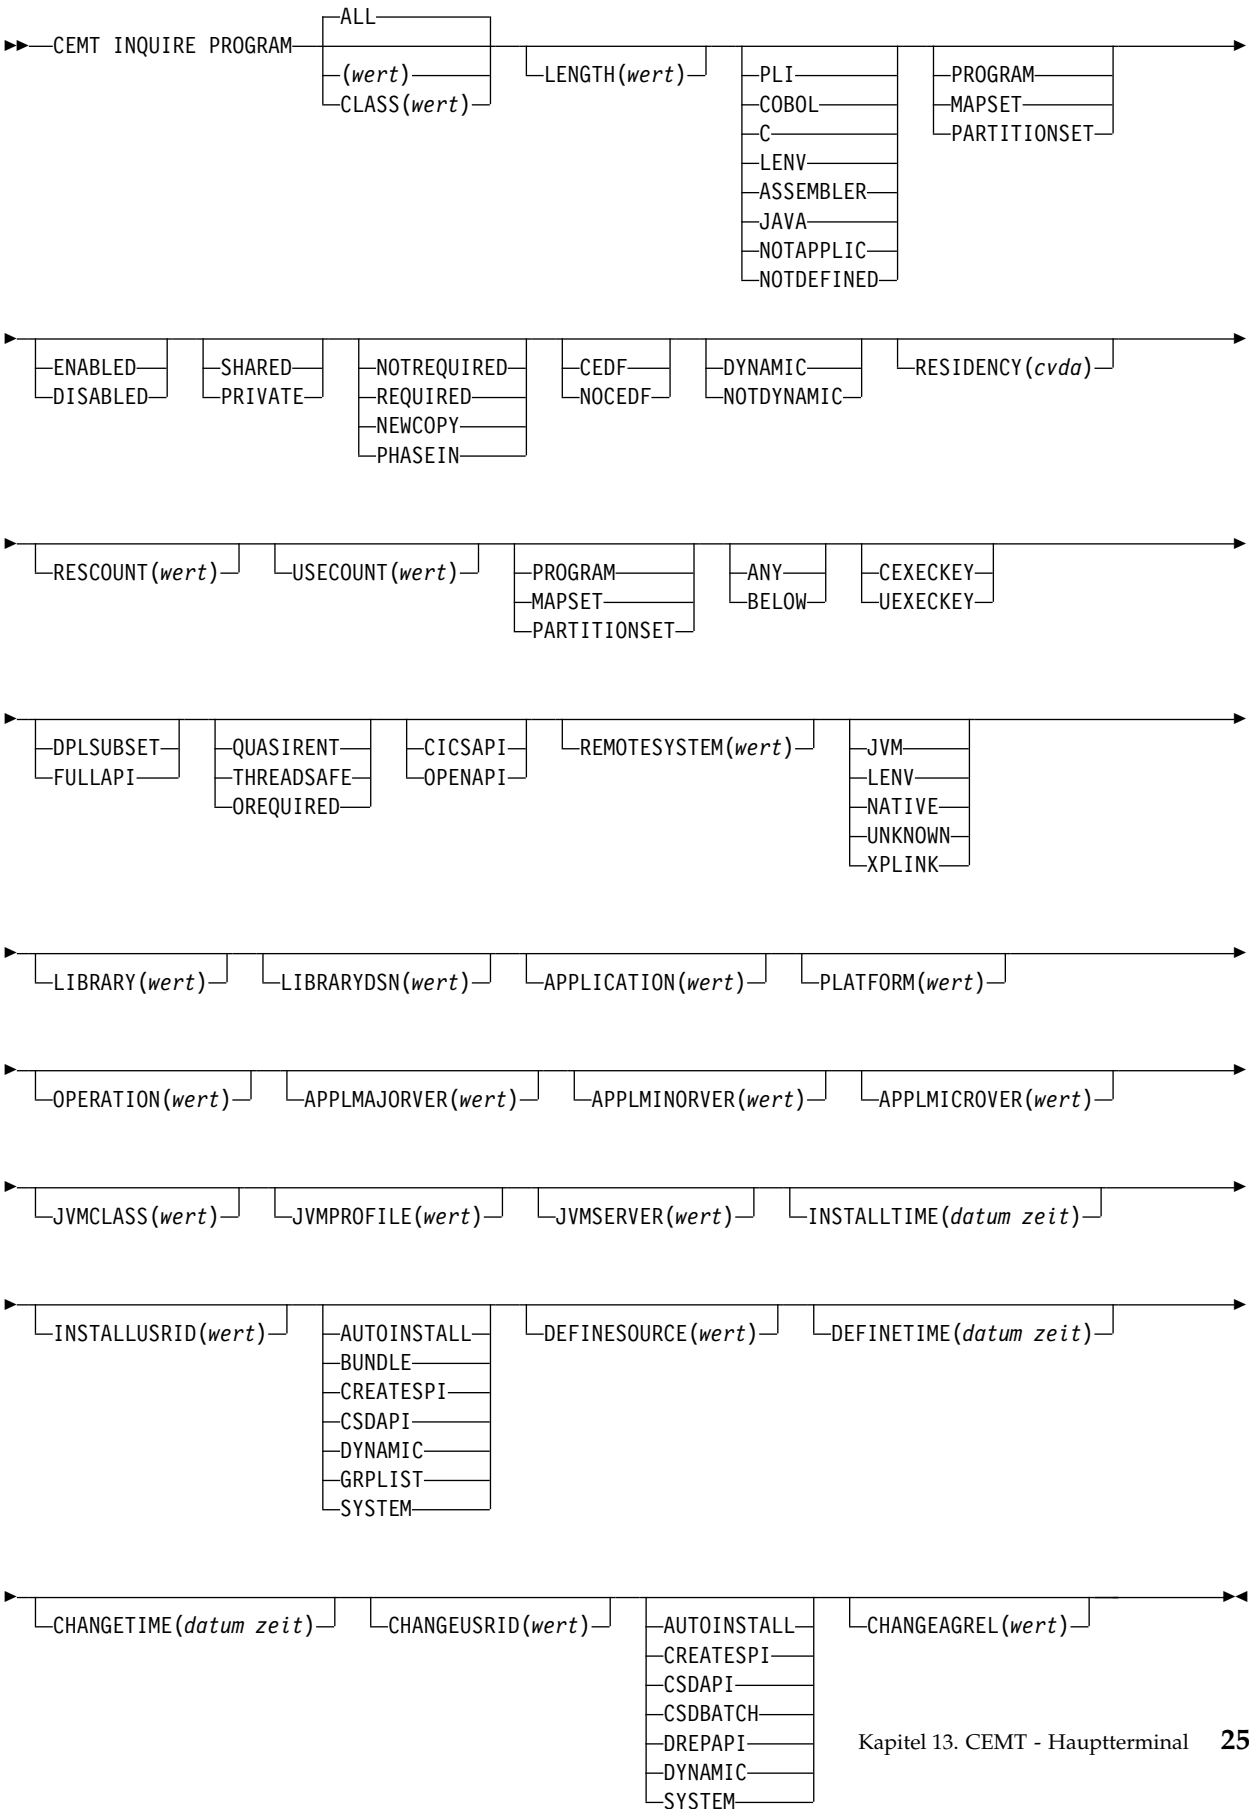 ALL
CEMT INQUIRE PROGRAM
(wert)
CLASS(wert)
LENGTH(wert)
PLI
COBOL
C
LENV
ASSEMBLER
JAVA
NOTAPPLIC
NOTDEFINED
PROGRAM
MAPSET
PARTITIONSET
ENABLED
DISABLED
SHARED
PRIVATE
NOTREQUIRED
REQUIRED
NEWCOPY
PHASEIN
CEDF
NOCEDF
DYNAMIC
NOTDYNAMIC
RESIDENCY(cvda)
RESCOUNT(wert)
USECOUNT(wert)
PROGRAM
MAPSET
PARTITIONSET
ANY
BELOW
CEXECKEY
UEXECKEY
DPLSUBSET
FULLAPI
QUASIRENT
THREADSAFE
OREQUIRED
CICSAPI
OPENAPI
REMOTESYSTEM(wert)
JVM
LENV
NATIVE
UNKNOWN
XPLINK
LIBRARY(wert)
LIBRARYDSN(wert)
APPLICATION(wert)
PLATFORM(wert)
OPERATION(wert)
APPLMAJORVER(wert)
APPLMINORVER(wert)
APPLMICROVER(wert)
JVMCLASS(wert)
JVMPROFILE(wert)
JVMSERVER(wert)
INSTALLTIME(datum zeit)
INSTALLUSRID(wert)
AUTOINSTALL
BUNDLE
CREATESPI
CSDAPI
DYNAMIC
GRPLIST
SYSTEM
DEFINESOURCE(wert)
DEFINETIME(datum zeit)
CHANGETIME(datum zeit)
CHANGEUSRID(wert)
AUTOINSTALL
CREATESPI
CSDAPI
CSDBATCH
DREPAPI
DYNAMIC
SYSTEM
CHANGEAGREL(wert)
Kapitel 13. CEMT - Hauptterminal 25